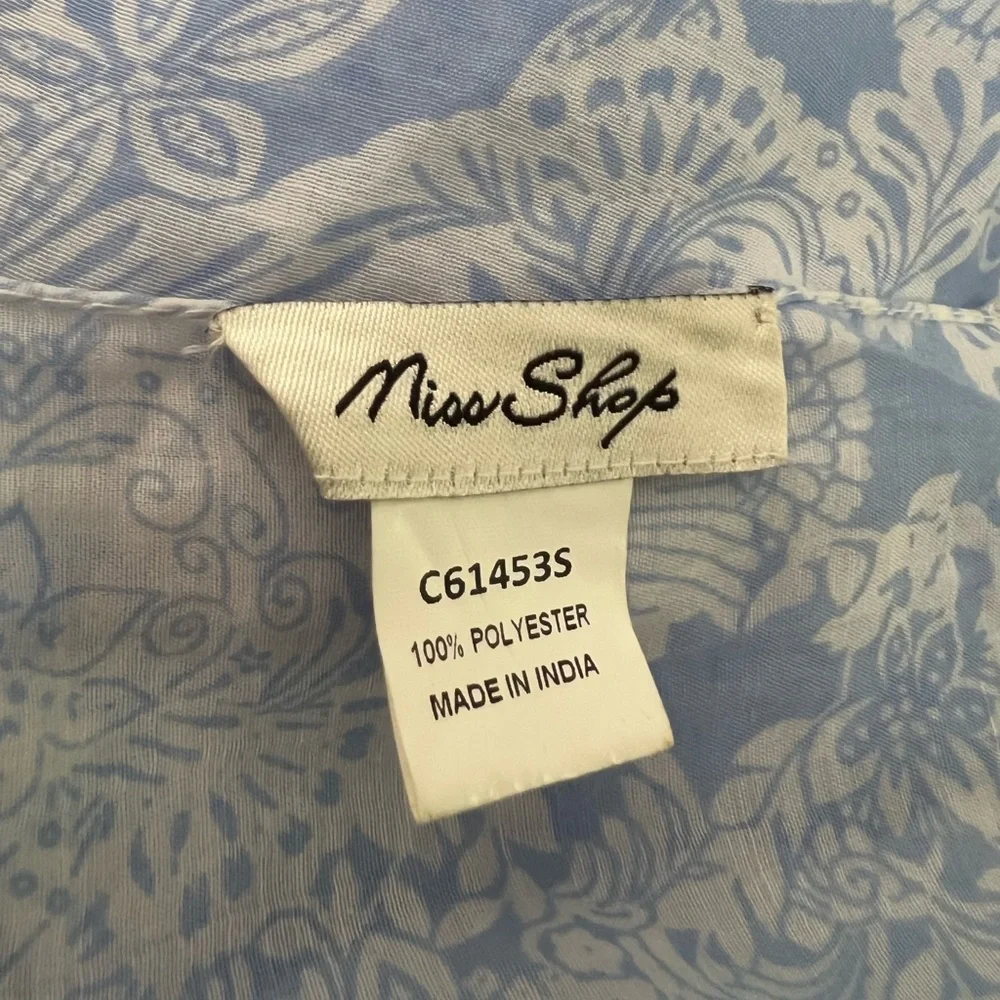 Miss Shop
C61453S
100% POLYESTER
MADE IN INDIA